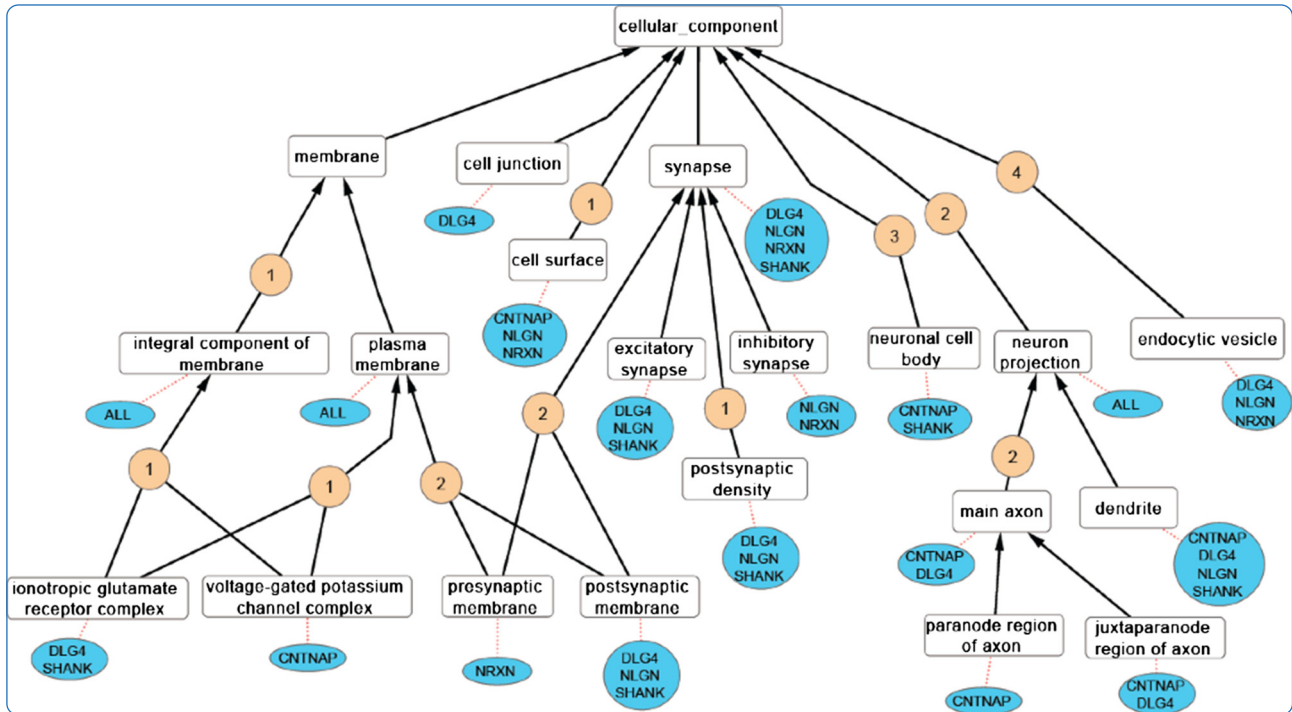 cellular_component
membrane
cell junction
synapse
4
DLG4
1
DLG4
NLGN
NRXN
SHANK
2
3
cell surface
1
CNTNAP
NLGN
NRXN
integral component of
membrane
plasma
membrane
excitatory
synapse
inhibitory
synapse
neuronal cell
body
neuron
projection
endocytic vesicle
ALL
ALL
2
DLG4
NLGN
SHANK
1
NLGN
NRXN
CNTNAP
SHANK
ALL
DLG4
NLGN
NRXN
1
1
2
postsynaptic
density
2
main axon
dendrite
DLG4
NLGN
SHANK
CNTNAP
DLG4
CNTNAP
DLG4
NLGN
SHANK
ionotropic glutamate
receptor complex
voltage-gated potassium
channel complex
presynaptic
membrane
postsynaptic
membrane
paranode region
of axon
juxtaparanode
region of axon
DLG4
SHANK
CNTNAP
NRXN
DLG4
NLGN
SHANK
CNTNAP
CNTNAP
DLG4